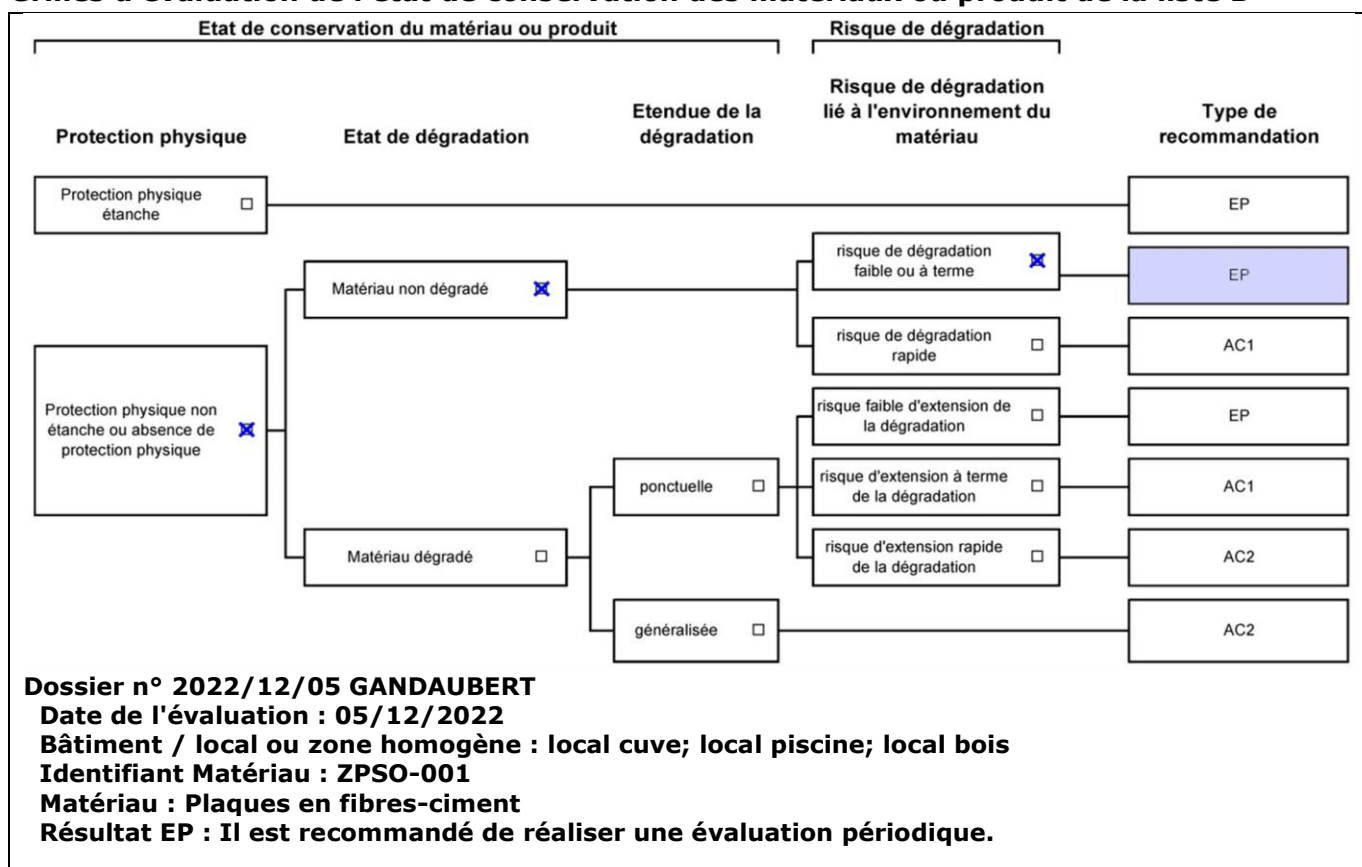 Etat de conservation du matériau ou produit
Risque de dégradation
Protection physique
Etat de dégradation
Etendue de la
dégradation
Risque de dégradation
lié à l'environnement du
matériau
Type de
recommandation
Protection physique
étanche
EP
risque de dégradation
faible ou à terme
EP
Matériau non dégradé
risque de dégradation
rapide
AC1
Protection physique non
étanche ou absence de
protection physique
risque faible d'extension de
la dégradation
EP
ponctuelle
risque d'extension à terme
de la dégradation
AC1
Matériau dégradé
risque d'extension rapide
de la dégradation
AC2
généralisée
AC2
Dossier n° 2022/12/05 GANDAUBERT
Date de l'évaluation : 05/12/2022
Bâtiment / local ou zone homogène : local cuve; local piscine; local bois
Identifiant Matériau : ZPSO-001
Matériau : Plaques en fibres-ciment
Résultat EP : Il est recommandé de réaliser une évaluation périodique.